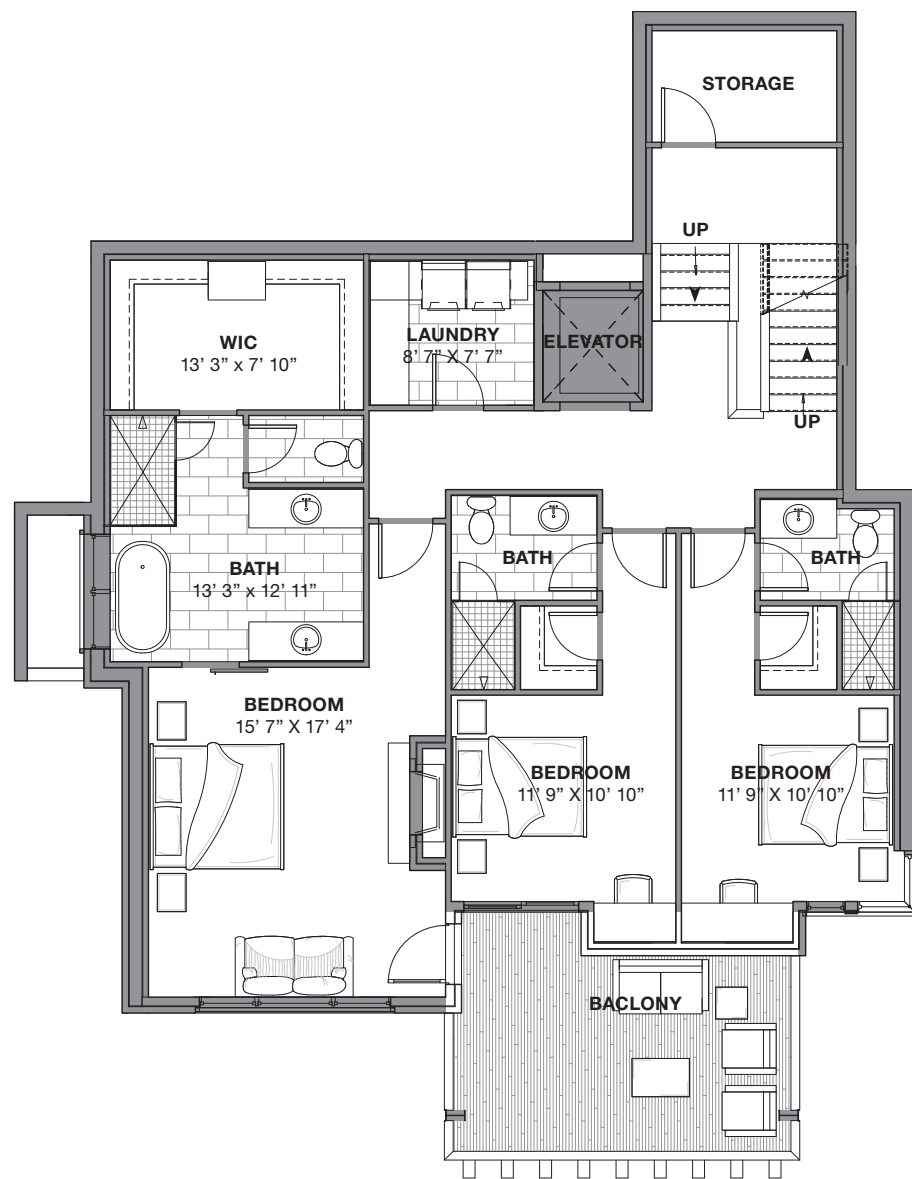 STORAGE
UP
LAUNDRY
8’ 7” X 7’ 7”
ELEVATOR
WIC
13’ 3” x 7’ 10”
UP
BATH
BATH
BATH
13’ 3” x 12’ 11”
BEDROOM
15’ 7” X 17’ 4”
BEDROOM
11’ 9” X 10’ 10”
BEDROOM
11’ 9” X 10’ 10”
BACLONY